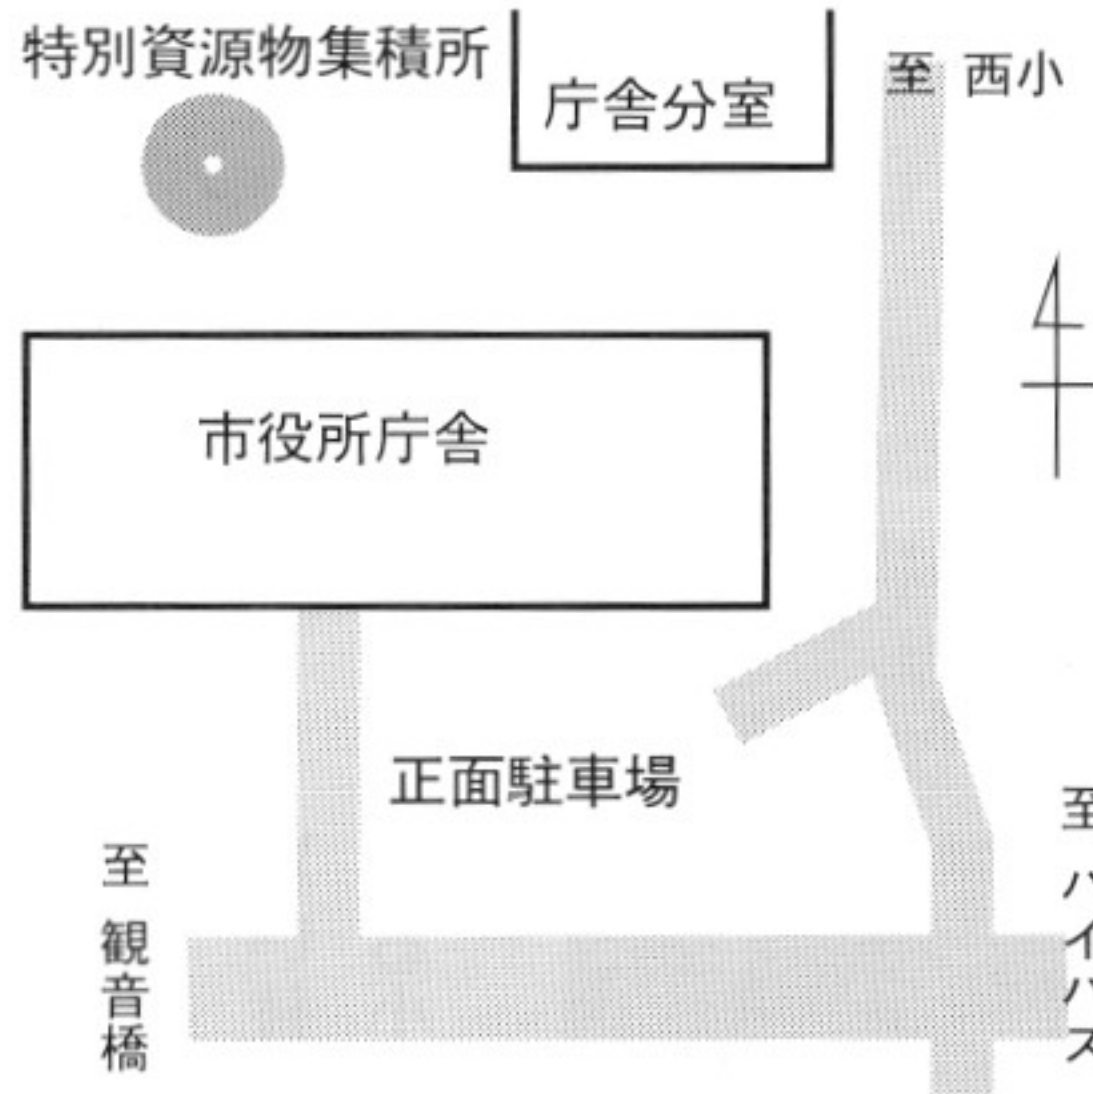 特別資源物集積所
庁舎分室
至 西小
市役所庁舎
正面駐車場
至 観音橋
至 バイパス